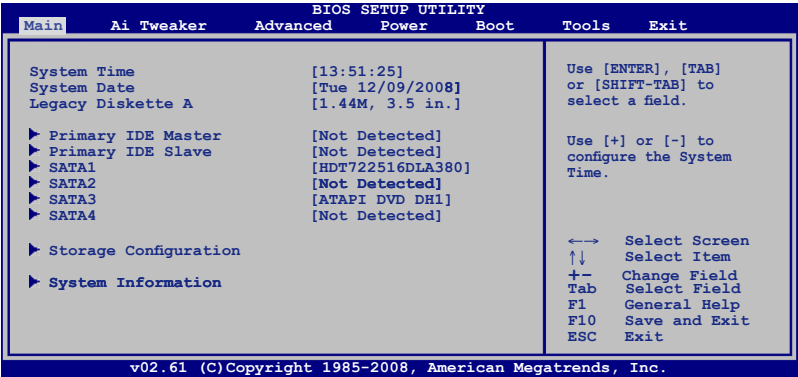 BIOS SETUP UTILITY
Main Ai Tweaker Advanced Power Boot Tools Exit
System Time [13:51:25]
System Date [Tue 12/09/2008]
Legacy Diskette A [1.44M, 3.5 in.]
Primary IDE Master [Not Detected]
Primary IDE Slave [Not Detected]
SATA1 [HDT722516DLA380]
SATA2 [Not Detected]
SATA3 [ATAPI DVD DH1]
SATA4 [Not Detected]
Storage Configuration
System Information
Use [ENTER], [TAB]
or [SHIFT-TAB] to
select a field.
Use [+] or [-] to
configure the System
Time.
←→ Select Screen
↑↓ Select Item
+- Change Field
Tab Select Field
F1 General Help
F10 Save and Exit
ESC Exit
v02.61 (C)Copyright 1985-2008, American Megatrends, Inc.